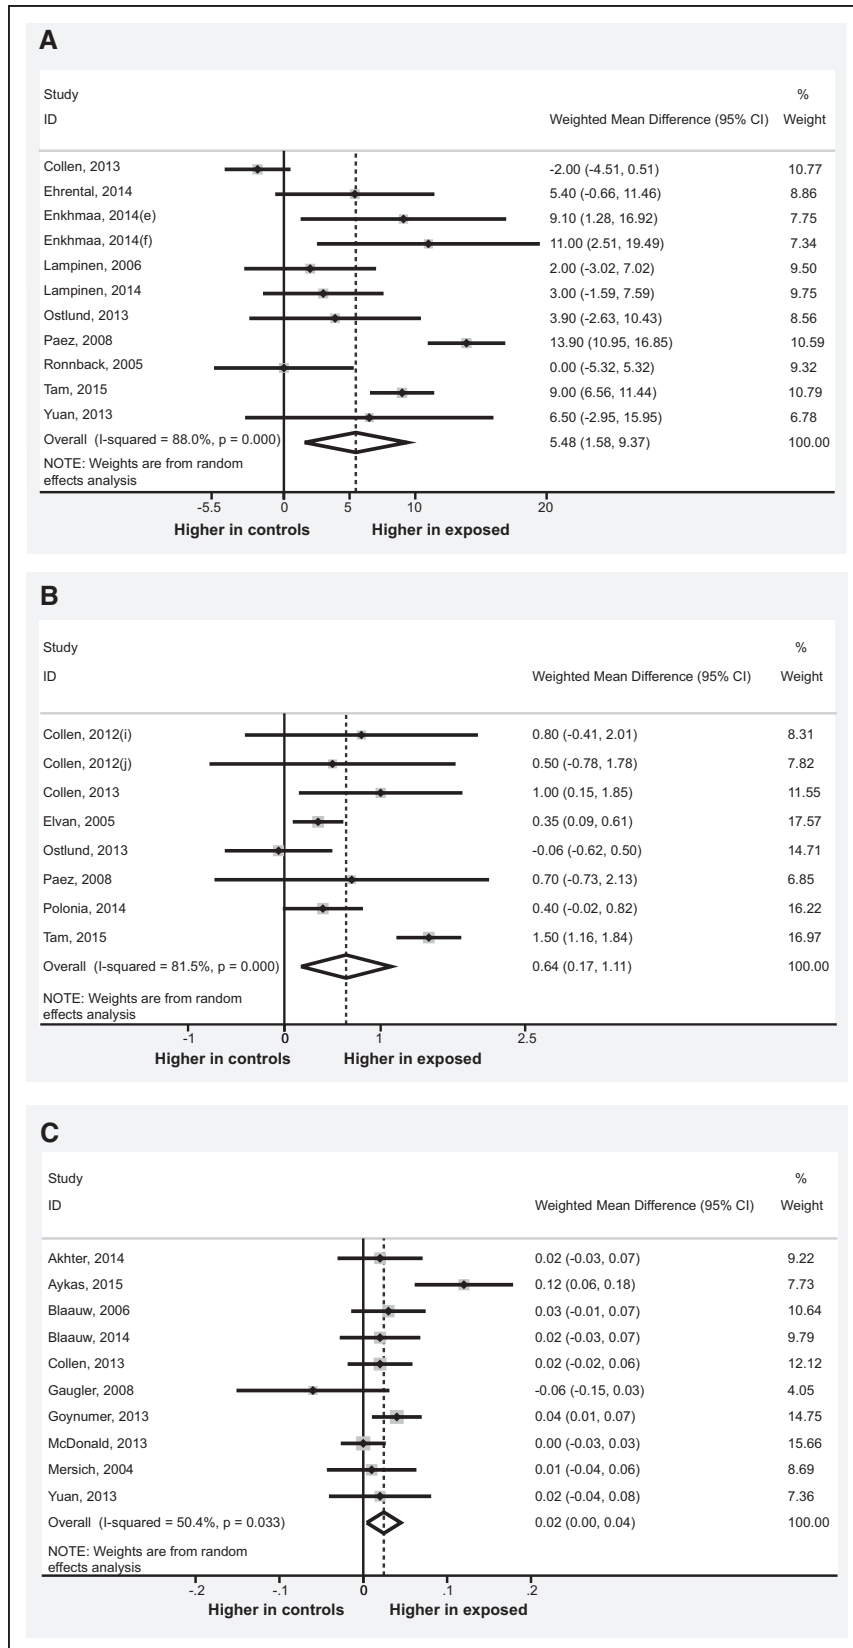 A
Study %
ID Weighted Mean Difference (95% CI) Weight
Collen, 2013 -2.00 (-4.51, 0.51) 10.77
Ehrental, 2014 5.40 (-0.66, 11.46) 8.86
Enkhmaa, 2014(e) 9.10 (1.28, 16.92) 7.75
Enkhmaa, 2014(f) 11.00 (2.51, 19.49) 7.34
Lampinen, 2006 2.00 (-3.02, 7.02) 9.50
Lampinen, 2014 3.00 (-1.59, 7.59) 9.75
Ostlund, 2013 3.90 (-2.63, 10.43) 8.56
Paez, 2008 13.90 (10.95, 16.85) 10.59
Ronnback, 2005 0.00 (-5.32, 5.32) 9.32
Tam, 2015 9.00 (6.56, 11.44) 10.79
Yuan, 2013 6.50 (-2.95, 15.95) 6.78
Overall (I-squared = 88.0%, p = 0.000) 5.48 (1.58, 9.37) 100.00
NOTE: Weights are from random
effects analysis
-5.5 0 5 10 20
Higher in controls Higher in exposed
B
Study %
ID Weighted Mean Difference (95% CI) Weight
Collen, 2012(i) 0.80 (-0.41, 2.01) 8.31
Collen, 2012(j) 0.50 (-0.78, 1.78) 7.82
Collen, 2013 1.00 (0.15, 1.85) 11.55
Elvan, 2005 0.35 (0.09, 0.61) 17.57
Ostlund, 2013 -0.06 (-0.62, 0.50) 14.71
Paez, 2008 0.70 (-0.73, 2.13) 6.85
Polonia, 2014 0.40 (-0.02, 0.82) 16.22
Tam, 2015 1.50 (1.16, 1.84) 16.97
Overall (I-squared = 81.5%, p = 0.000) 0.64 (0.17, 1.11) 100.00
NOTE: Weights are from random
effects analysis
-1 0 1 2.5
Higher in controls Higher in exposed
C
Study %
ID Weighted Mean Difference (95% CI) Weight
Akhter, 2014 0.02 (-0.03, 0.07) 9.22
Aykas, 2015 0.12 (0.06, 0.18) 7.73
Blaauw, 2006 0.03 (-0.01, 0.07) 10.64
Blaauw, 2014 0.02 (-0.03, 0.07) 9.79
Collen, 2013 0.02 (-0.02, 0.06) 12.12
Gaugler, 2008 -0.06 (-0.15, 0.03) 4.05
Goynumer, 2013 0.04 (0.01, 0.07) 14.75
McDonald, 2013 0.00 (-0.03, 0.03) 15.66
Mersich, 2004 0.01 (-0.04, 0.06) 8.69
Yuan, 2013 0.02 (-0.04, 0.08) 7.36
Overall (I-squared = 50.4%, p = 0.033) 0.02 (0.00, 0.04) 100.00
NOTE: Weights are from random
effects analysis
-.2 -.1 0 .1 .2
Higher in controls Higher in exposed